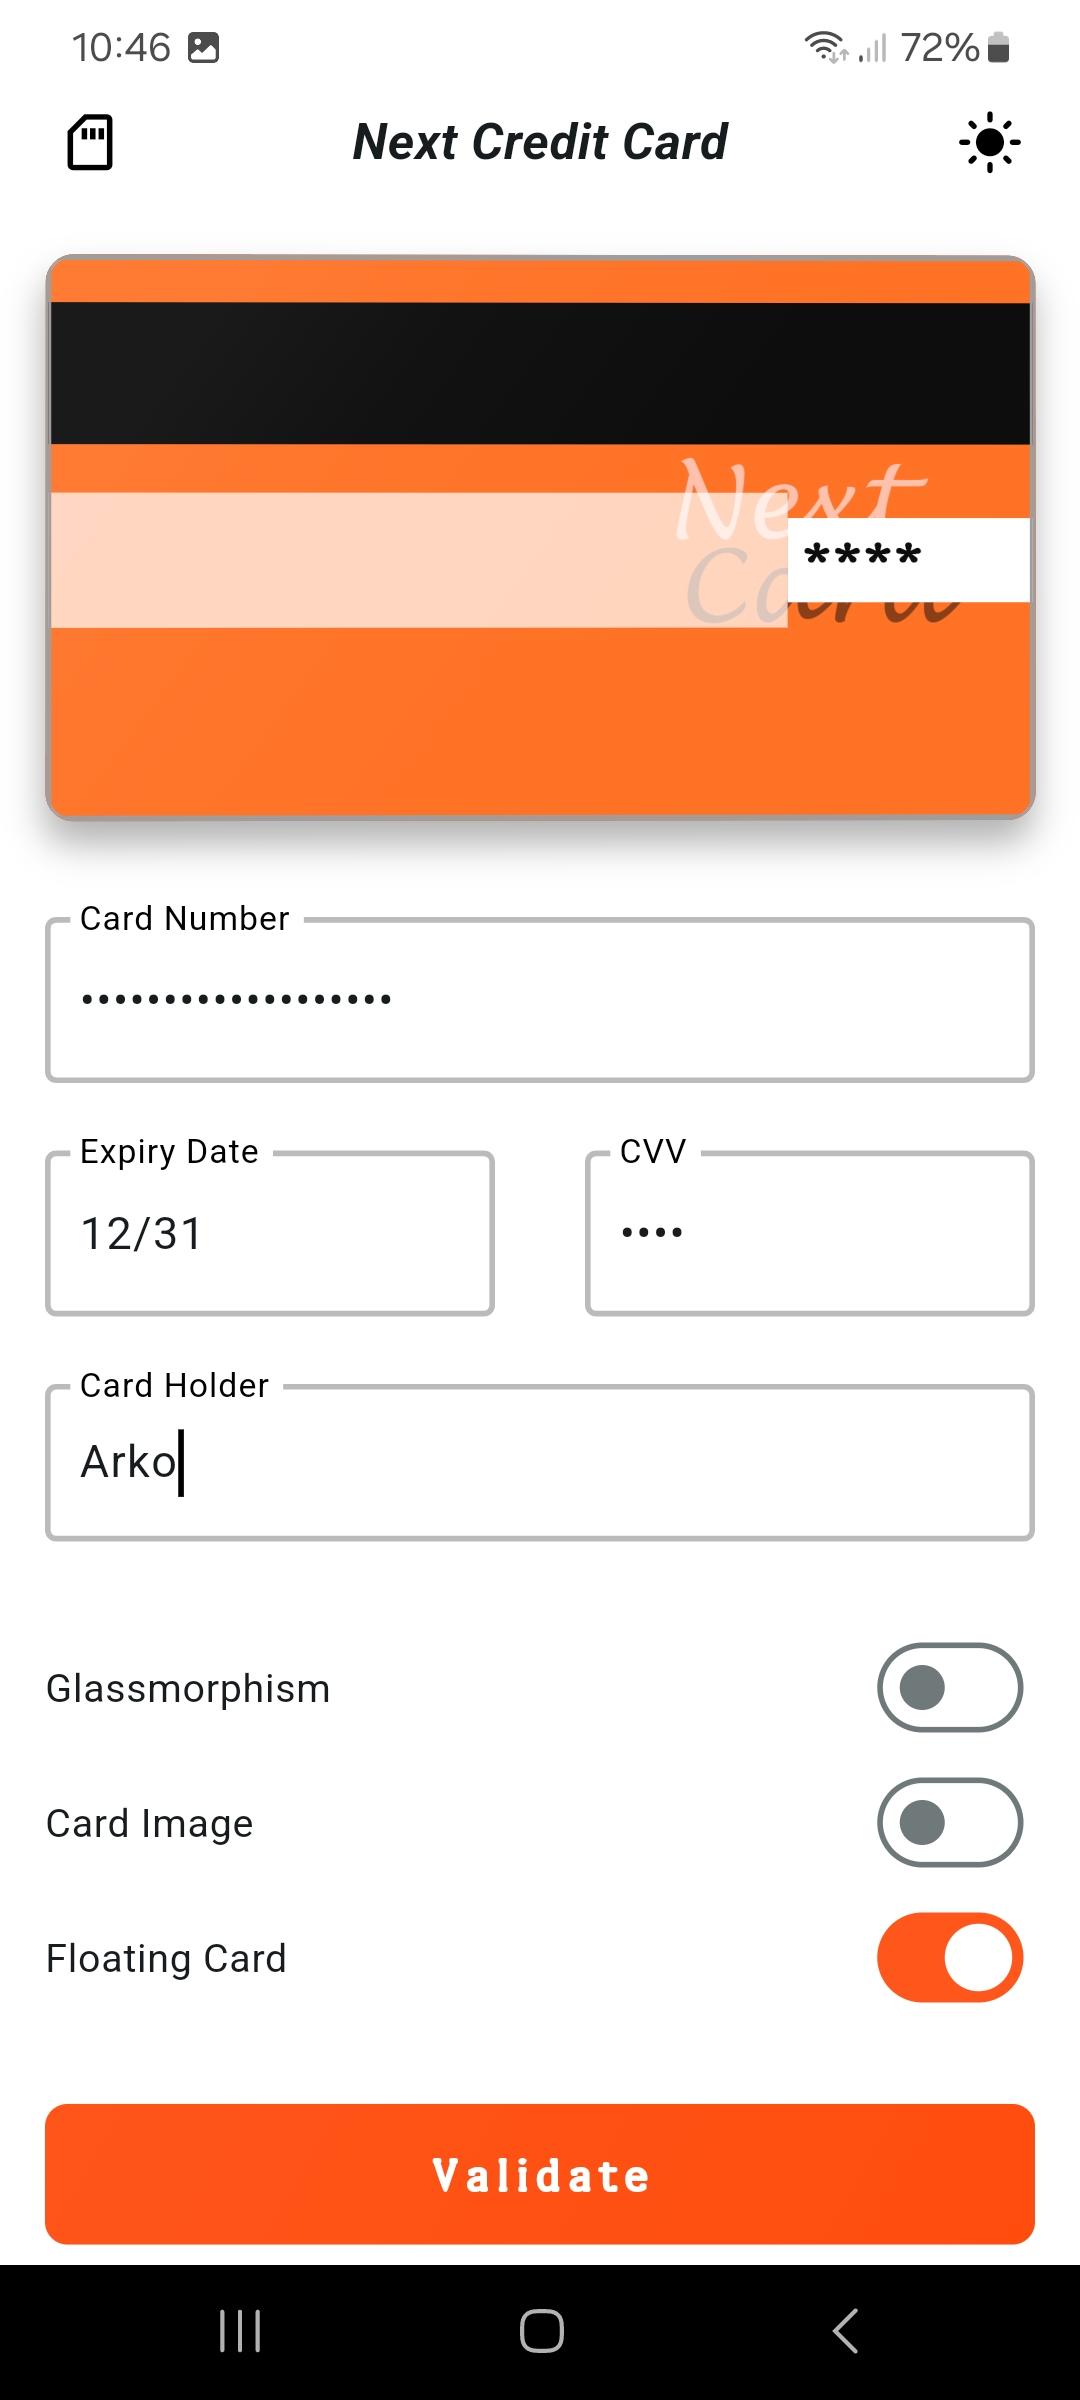 10:46 72%
Next Credit Card
Next
Card
****
Card Number
•••••••••••••••••••
Expiry Date CVV
12/31 ••••
Card Holder
Arko
Glassmorphism
Card Image
Floating Card
Validate